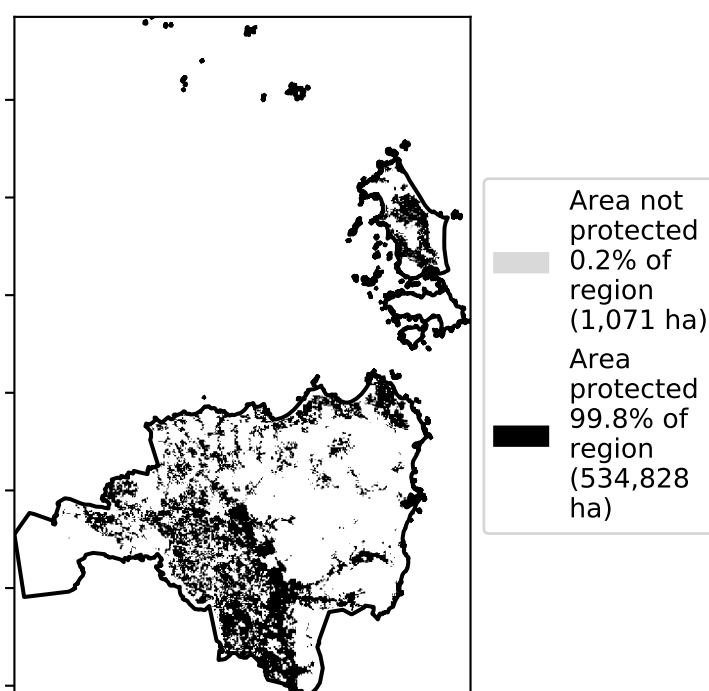 Area not
protected
0.2% of
region
(1,071 ha)
Area
protected
99.8% of
region
(534,828
ha)